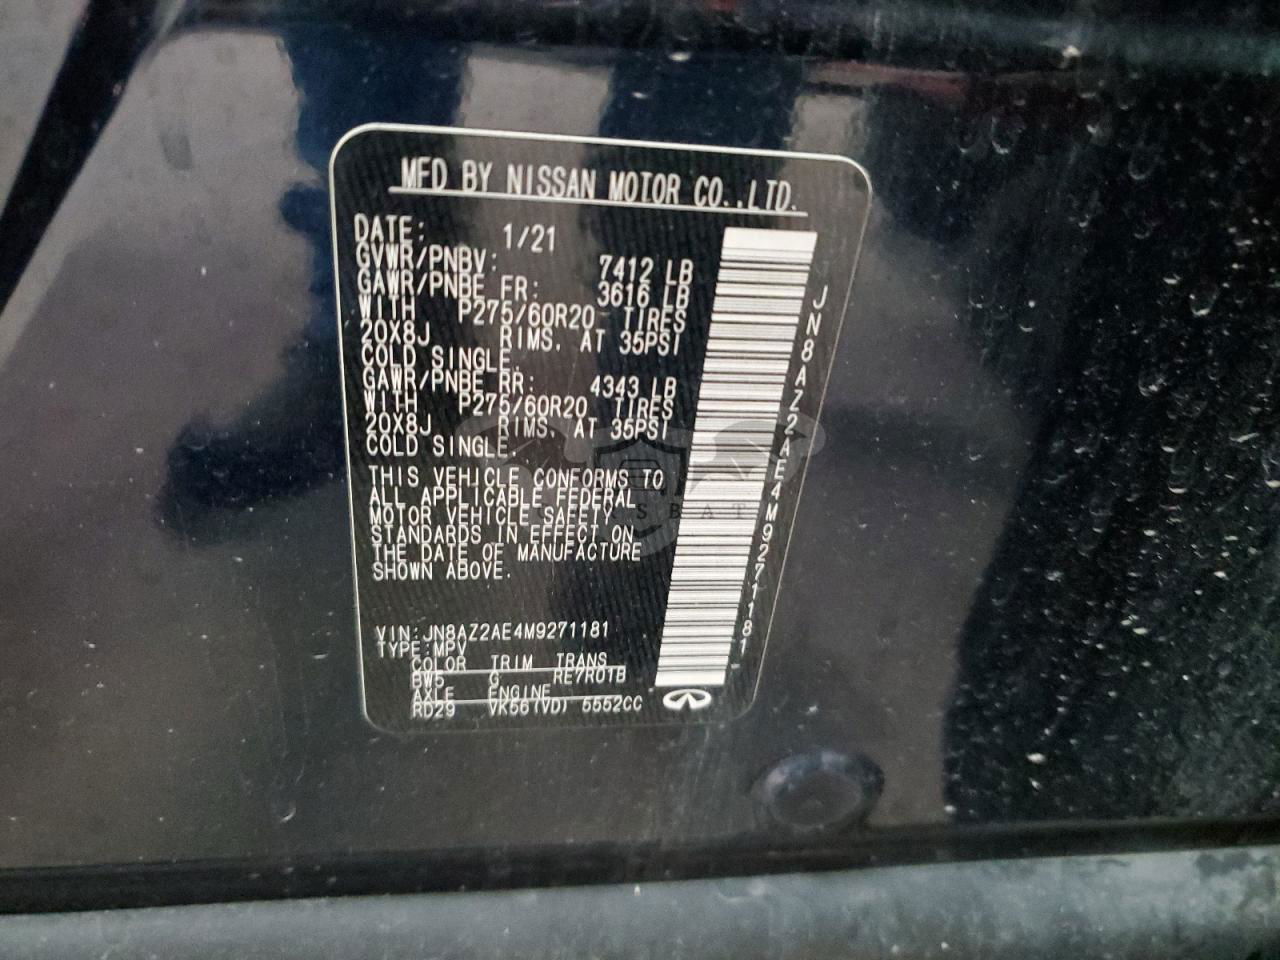 MFD BY NISSAN MOTOR CO.,LTD.
DATE: 1/21
GVWR/PNBV: 7412 LB
GAWR/PNBE FR: 3616 LB
WITH P275/60R20 TIRES
20X8J RIMS. AT 35PSI
COLD SINGLE.
GAWR/PNBE RR: 4343 LB
WITH P275/60R20 TIRES
20X8J RIMS. AT 35PSI
COLD SINGLE.
THIS VEHICLE CONFORMS TO
ALL APPLICABLE FEDERAL
MOTOR VEHICLE SAFETY
STANDARDS IN EFFECT ON
THE DATE OF MANUFACTURE
SHOWN ABOVE.
VIN:JN8AZ2AE4M9271181
TYPE:MPV
COLOR TRIM TRANS
BW5 G RE7R01B
AXLE ENGINE
RD29 VK56(VD) 5552CC
JN8AZ2AE4M9271181